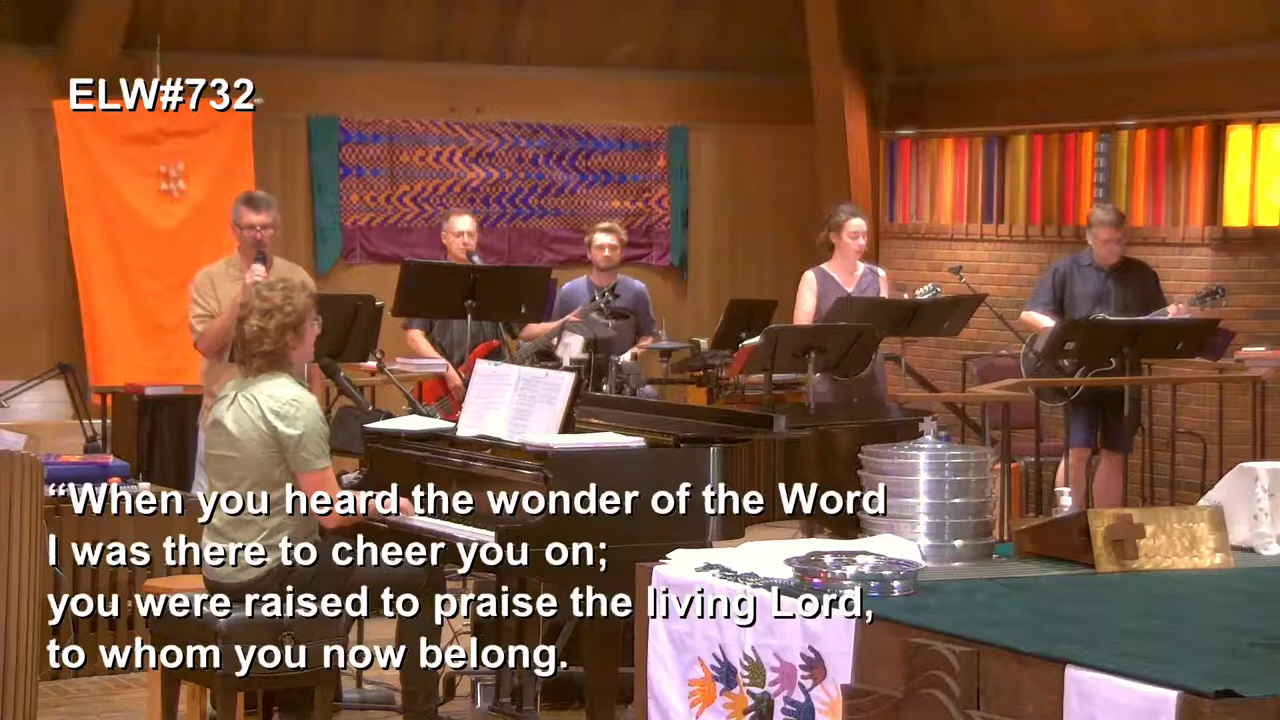 ELW#732
“When you heard the wonder of the Word
I was there to cheer you on;
you were raised to praise the living Lord,
to whom you now belong.